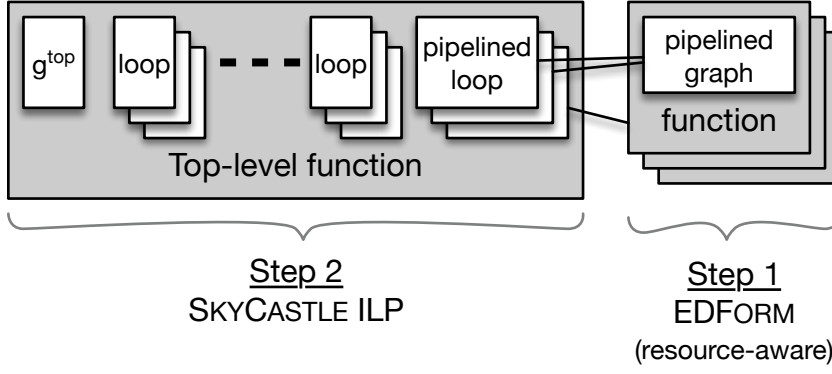 g^top
loop
loop
pipelined
loop
pipelined
graph
Top-level function
function
Step 2
SKYCASTLE ILP
Step 1
EDFORM
(resource-aware)